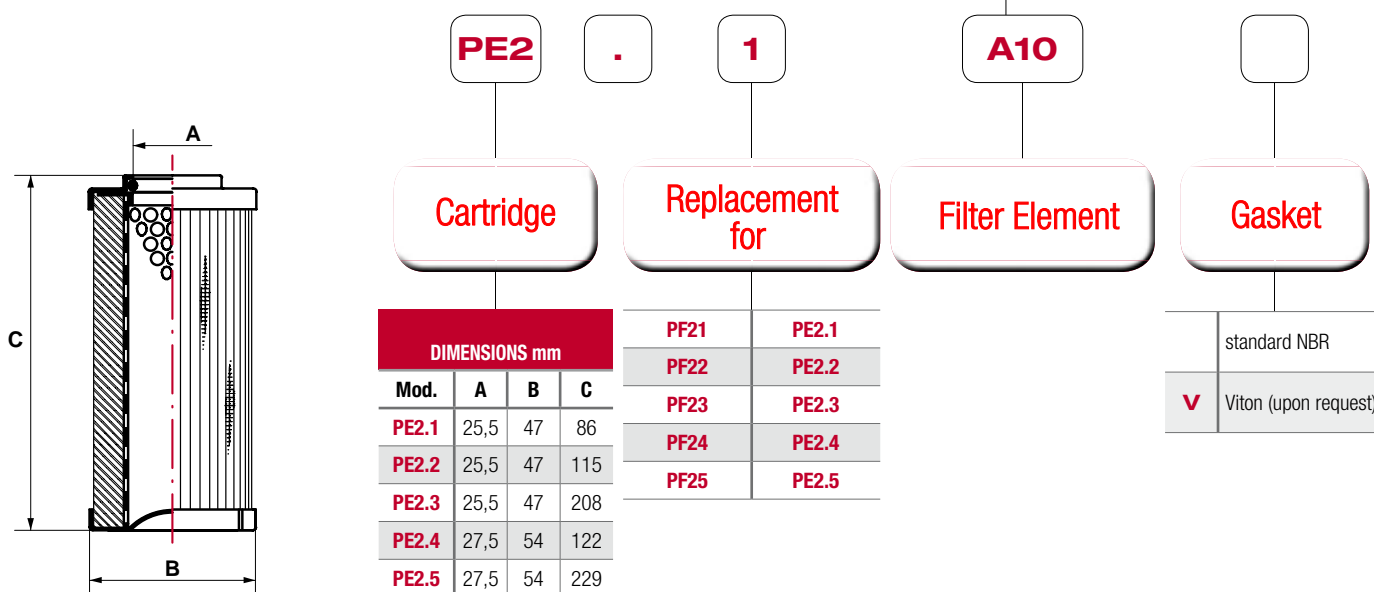 PE2 . 1 A10
A
C
B
Cartridge
Replacement
for
Filter Element
Gasket
DIMENSIONS mm
Mod. A B C
PE2.1 25,5 47 86
PE2.2 25,5 47 115
PE2.3 25,5 47 208
PE2.4 27,5 54 122
PE2.5 27,5 54 229
PF21 PE2.1
PF22 PE2.2
PF23 PE2.3
PF24 PE2.4
PF25 PE2.5
standard NBR
V Viton (upon request)